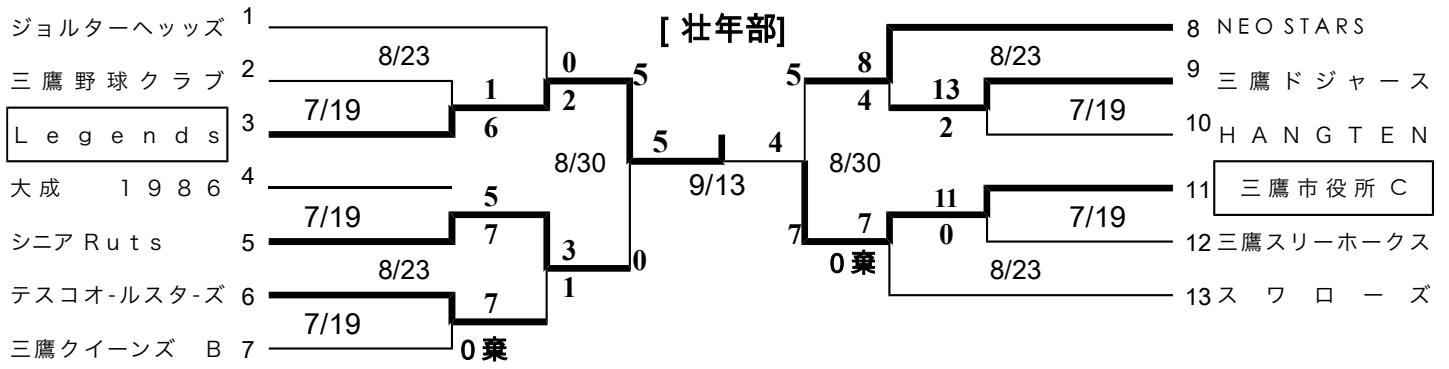 [ 壮年部]
ジョルターヘッズ 1
8/23
三鷹野球クラブ 2
7/19
Legends 3
大成 1986 4
7/19
シニア Ruts 5
8/23
テスコオ-ルスタ-ズ 6
7/19
三鷹クイーンズ B 7
1
6
5
7
7
0 棄
0
2
3
1
8/30
5
0
5
9/13
4
5
7
8/30
8
4
7
0 棄
13
2
11
0
8 NEO STARS
8/23
9 三鷹ドジャース
7/19
10 HANGTEN
11 三鷹市役所 C
7/19
12 三鷹スリーホークス
8/23
13 スワローズ